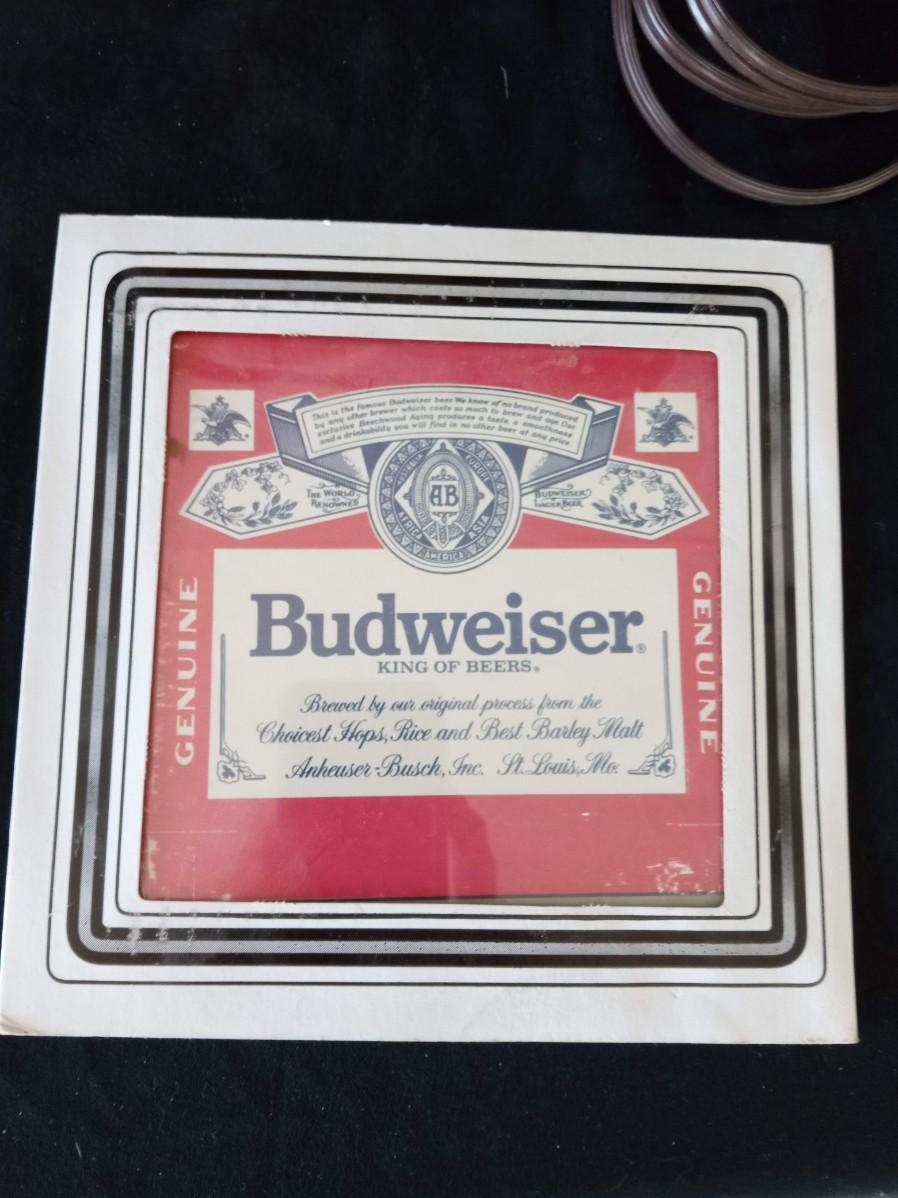 This is the famous Budweiser beer. We know of no brand produced
by any other brewer which costs so much to brew and age. Our
exclusive Beechwood Aging produces a taste, a smoothness
and a drinkability you will find in no other beer at any price.
THE WORLD
RENOWNED
BUDWEISER
LAGER BEER
AUSTRALIA
EUROPE
AB
AFRICA
ASIA
AMERICA
GENUINE
GENUINE
Budweiser®
KING OF BEERS®
Brewed by our original process from the
Choicest Hops, Rice and Best Barley Malt
Anheuser-Busch, Inc. St. Louis, Mo.